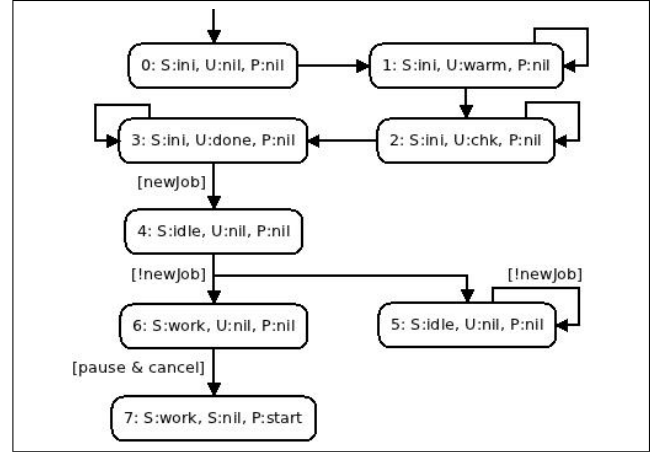 0: S:ini, U:nil, P:nil
1: S:ini, U:warm, P:nil
3: S:ini, U:done, P:nil
2: S:ini, U:chk, P:nil
[newJob]
4: S:idle, U:nil, P:nil
[!newJob]
[!newJob]
6: S:work, U:nil, P:nil
5: S:idle, U:nil, P:nil
[pause & cancel]
7: S:work, S:nil, P:start